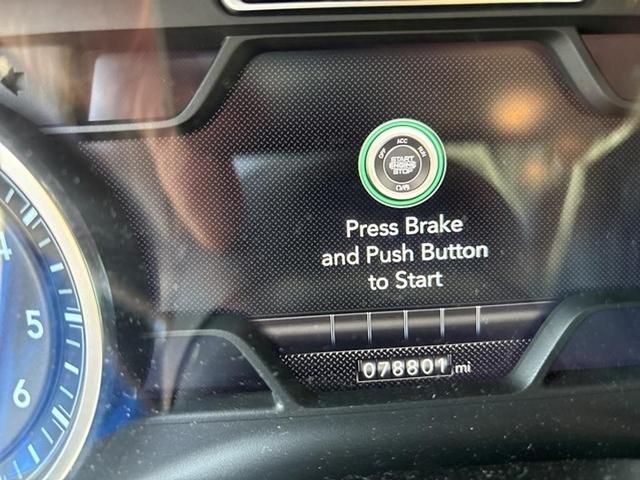 OFF ACC RUN
START
ENGINE
STOP
Press Brake
and Push Button
to Start
4
5
6
078801 mi